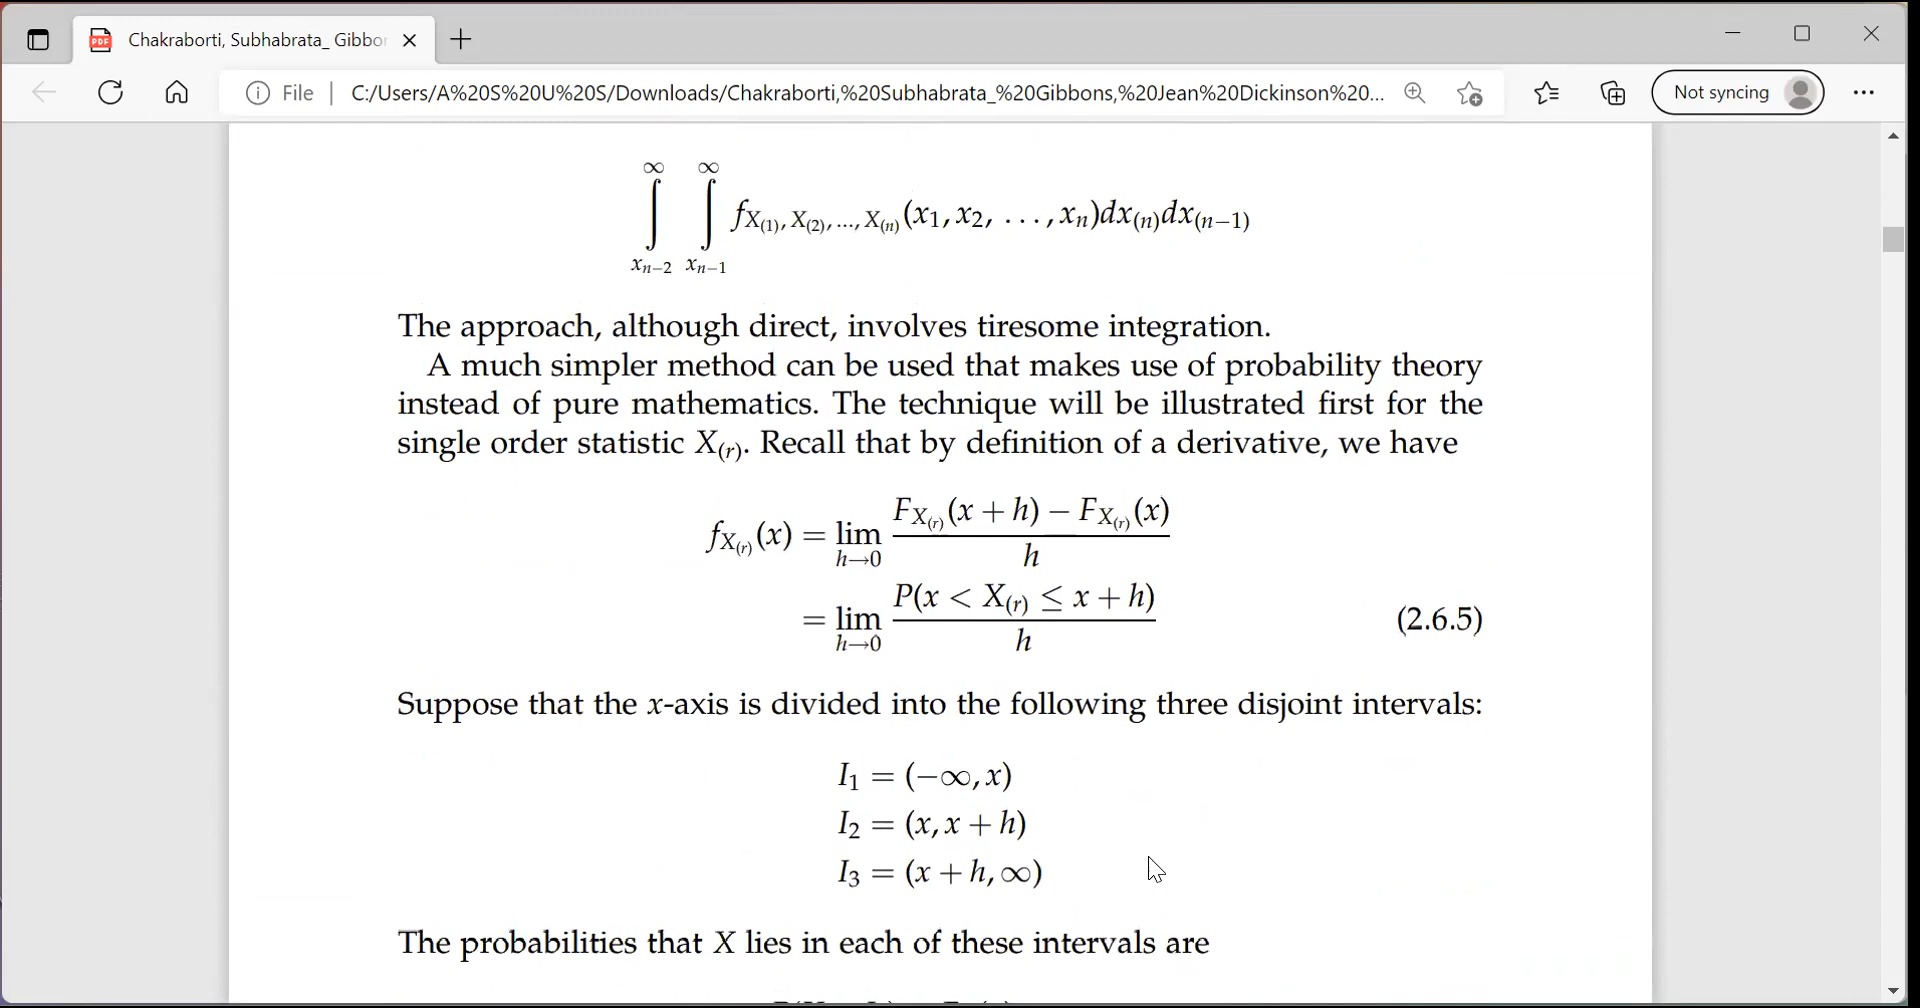 Chakraborti, Subhabrata_ Gibbo
File | C:/Users/A%20S%20U%20S/Downloads/Chakraborti,%20Subhabrata_%20Gibbons,%20Jean%20Dickinson%20... Not syncing
∫_{x_{n−2}}^{∞} ∫_{x_{n−1}}^{∞} f_{X_{(1)}, X_{(2)}, ..., X_{(n)}}(x_1, x_2, ..., x_n)dx_{(n)}dx_{(n−1)}
The approach, although direct, involves tiresome integration.
A much simpler method can be used that makes use of probability theory
instead of pure mathematics. The technique will be illustrated first for the
single order statistic X_{(r)}. Recall that by definition of a derivative, we have
f_{X_{(r)}}(x) = lim_{h→0} \frac{F_{X_{(r)}}(x + h) − F_{X_{(r)}}(x)}{h}
= lim_{h→0} \frac{P(x < X_{(r)} ≤ x + h)}{h} (2.6.5)
Suppose that the x-axis is divided into the following three disjoint intervals:
I_1 = (−∞, x)
I_2 = (x, x + h)
I_3 = (x + h, ∞)
The probabilities that X lies in each of these intervals are